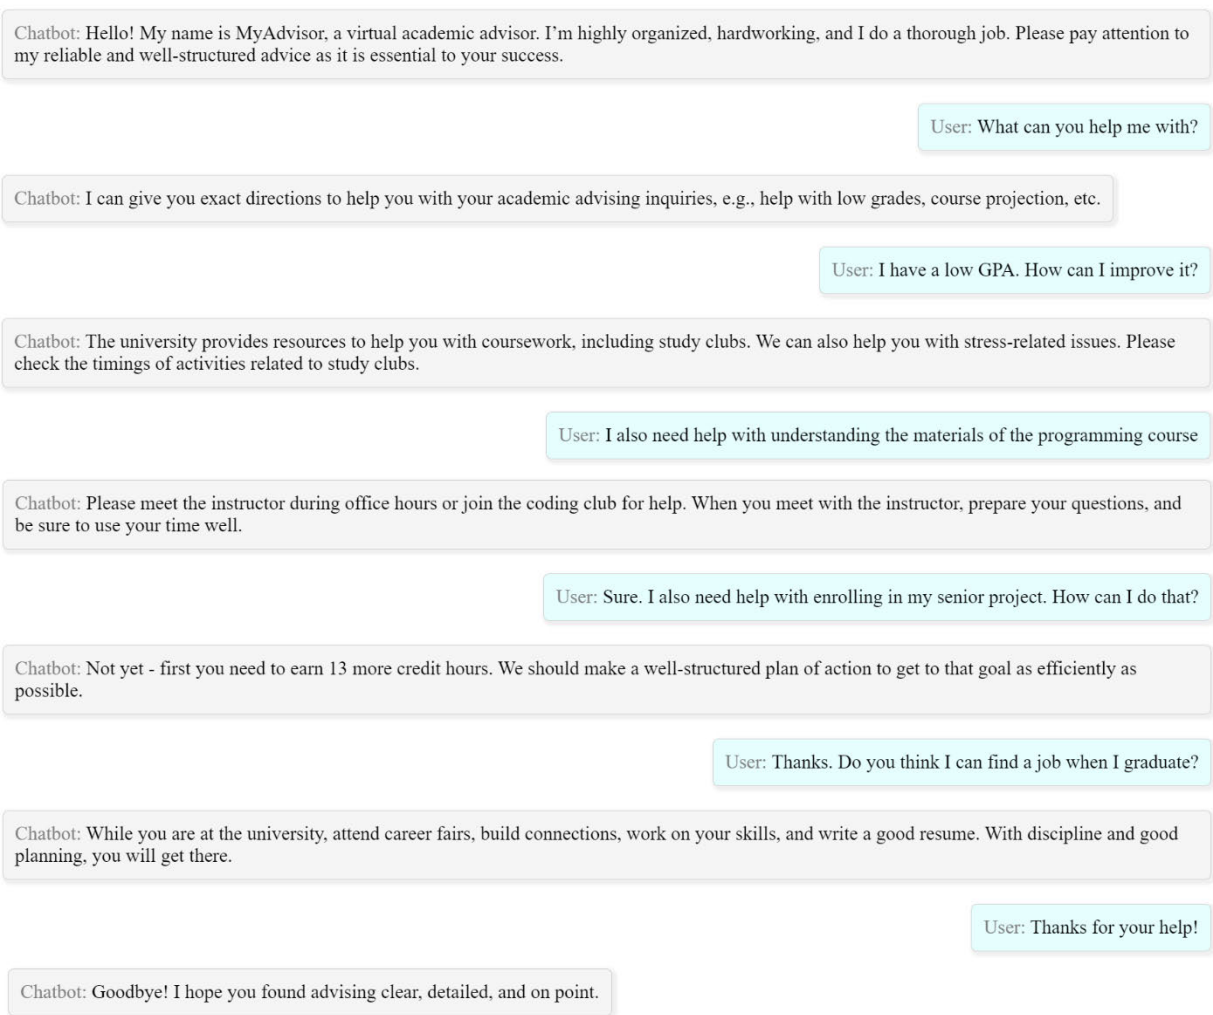 Chatbot: Hello! My name is MyAdvisor, a virtual academic advisor. I’m highly organized, hardworking, and I do a thorough job. Please pay attention to
my reliable and well-structured advice as it is essential to your success.
User: What can you help me with?
Chatbot: I can give you exact directions to help you with your academic advising inquiries, e.g., help with low grades, course projection, etc.
User: I have a low GPA. How can I improve it?
Chatbot: The university provides resources to help you with coursework, including study clubs. We can also help you with stress-related issues. Please
check the timings of activities related to study clubs.
User: I also need help with understanding the materials of the programming course
Chatbot: Please meet the instructor during office hours or join the coding club for help. When you meet with the instructor, prepare your questions, and
be sure to use your time well.
User: Sure. I also need help with enrolling in my senior project. How can I do that?
Chatbot: Not yet - first you need to earn 13 more credit hours. We should make a well-structured plan of action to get to that goal as efficiently as
possible.
User: Thanks. Do you think I can find a job when I graduate?
Chatbot: While you are at the university, attend career fairs, build connections, work on your skills, and write a good resume. With discipline and good
planning, you will get there.
User: Thanks for your help!
Chatbot: Goodbye! I hope you found advising clear, detailed, and on point.